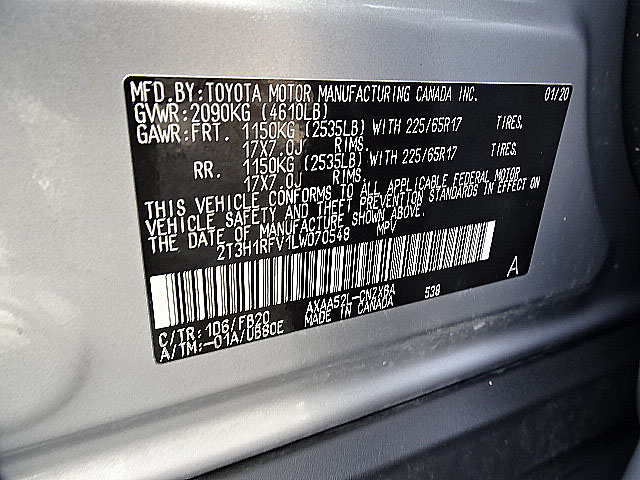 MFD.BY:TOYOTA MOTOR MANUFACTURING CANADA INC. 01/20
GVWR:2090KG (4610LB)
GAWR:FRT. 1150KG (2535LB) WITH 225/65R17 TIRES,
17X7.0J RIMS.
RR. 1150KG (2535LB) WITH 225/65R17 TIRES,
17X7.0J RIMS.
THIS VEHICLE CONFORMS TO ALL APPLICABLE FEDERAL MOTOR
VEHICLE SAFETY AND THEFT PREVENTION STANDARDS IN EFFECT ON
THE DATE OF MANUFACTURE SHOWN ABOVE.
2T3H1RFV1LW070548 MPV
A
C/TR:1D6/FB20 AXAA52L-CNZXBA 538
A/TM:-01A/UB80E MADE IN CANADA